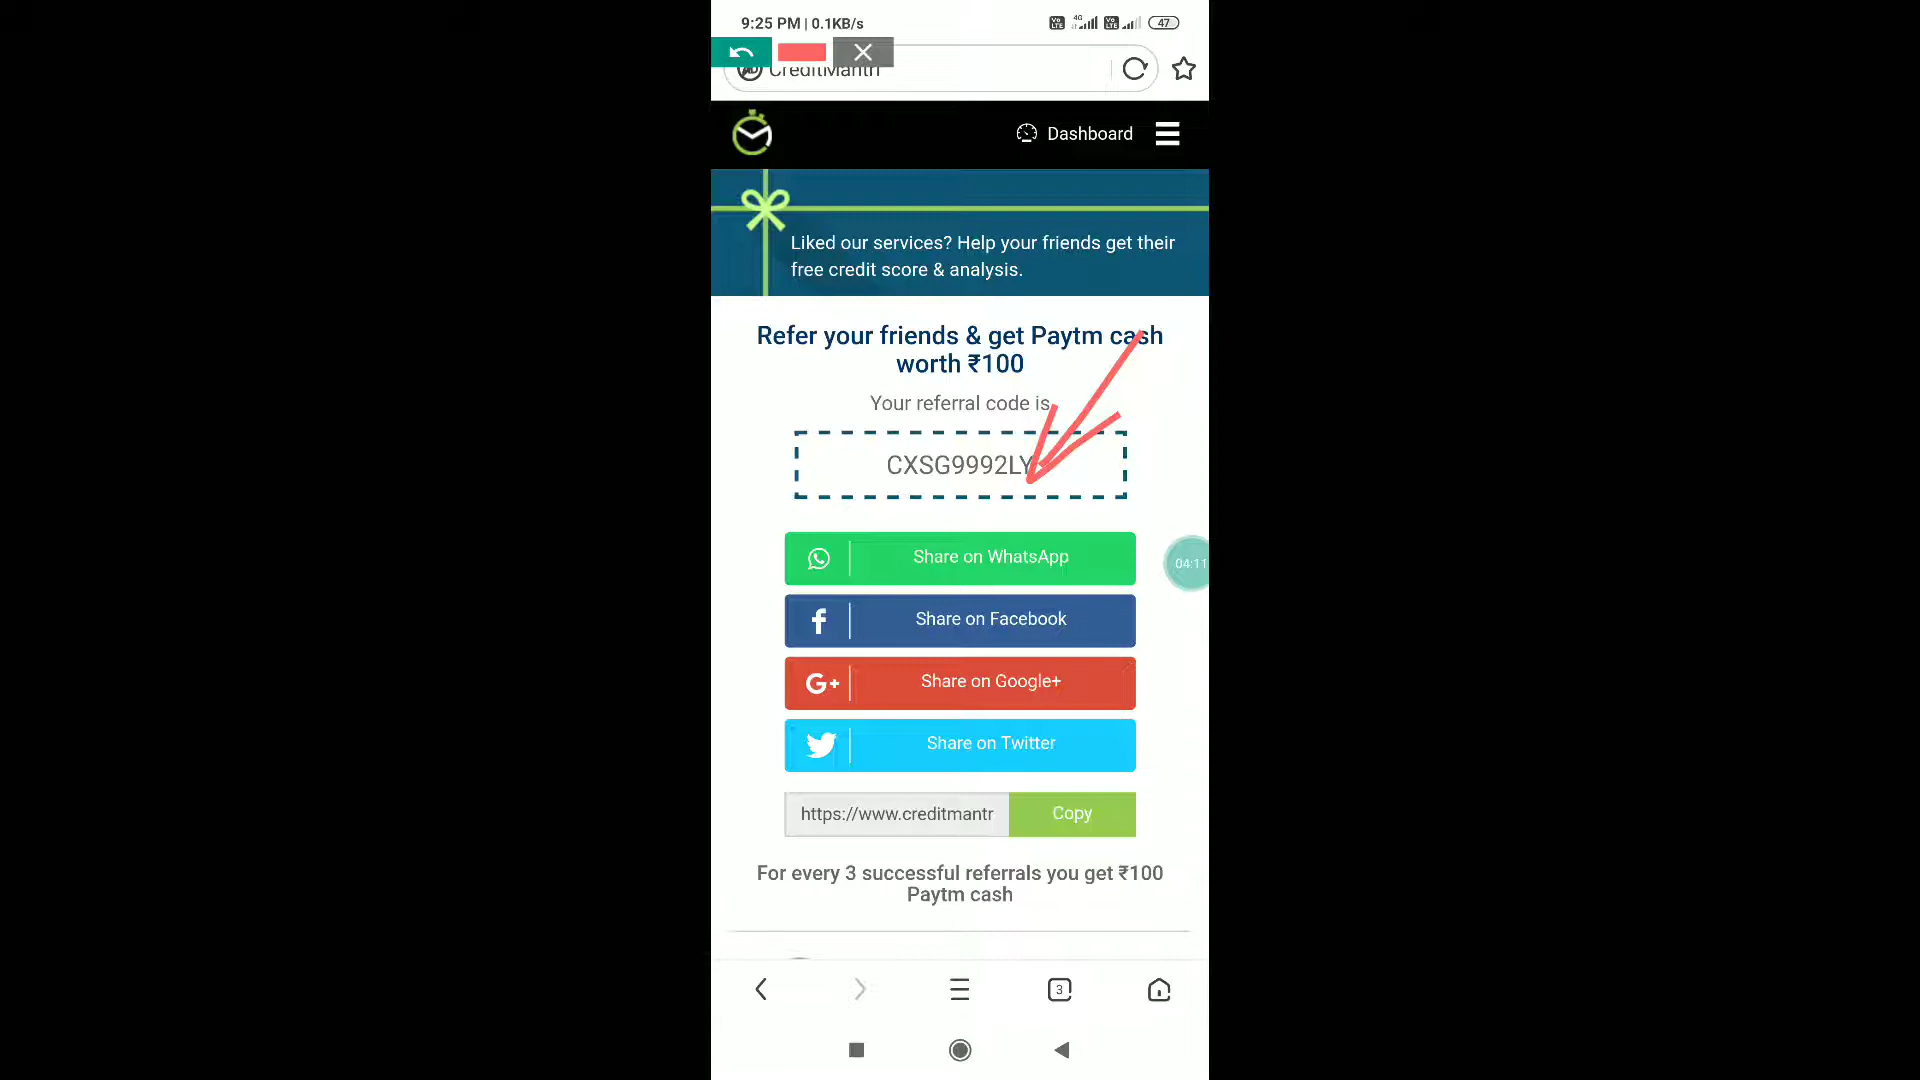 9:25 PM | 0.1KB/s
4G
47
CreditMantri
Dashboard
Liked our services? Help your friends get their
free credit score & analysis.
Refer your friends & get Paytm cash
worth ₹100
Your referral code is
CXSG9992LY
Share on WhatsApp
04:11
Share on Facebook
G+ Share on Google+
Share on Twitter
https://www.creditmantr
Copy
For every 3 successful referrals you get ₹100
Paytm cash
3